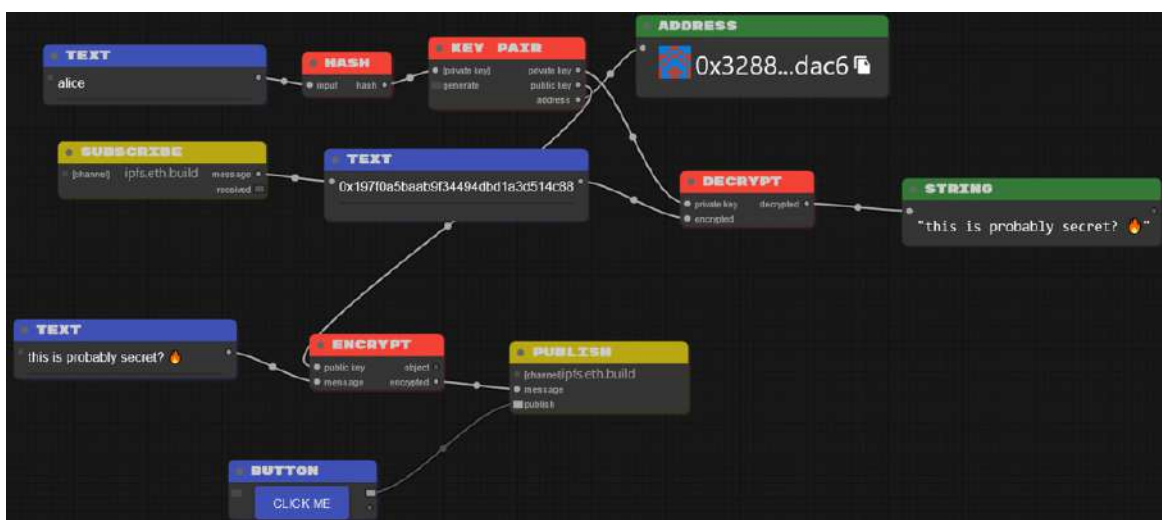 TEXT
alice
HASH
input hash
KEY PAIR
[private key] private key
generate public key
address
ADDRESS
0x3288...dac6
SUBSCRIBE
[channel] ipfs.eth.build message
received
TEXT
0x197f0a5baab9f34494dbd1a3d514c88
DECRYPT
private key decrypted
encrypted
STRING
"this is probably secret? 🔥"
TEXT
this is probably secret? 🔥
ENCRYPT
public key object
message encrypted
PUBLISH
[channel]ipfs.eth.build
message
publish
BUTTON
CLICK ME